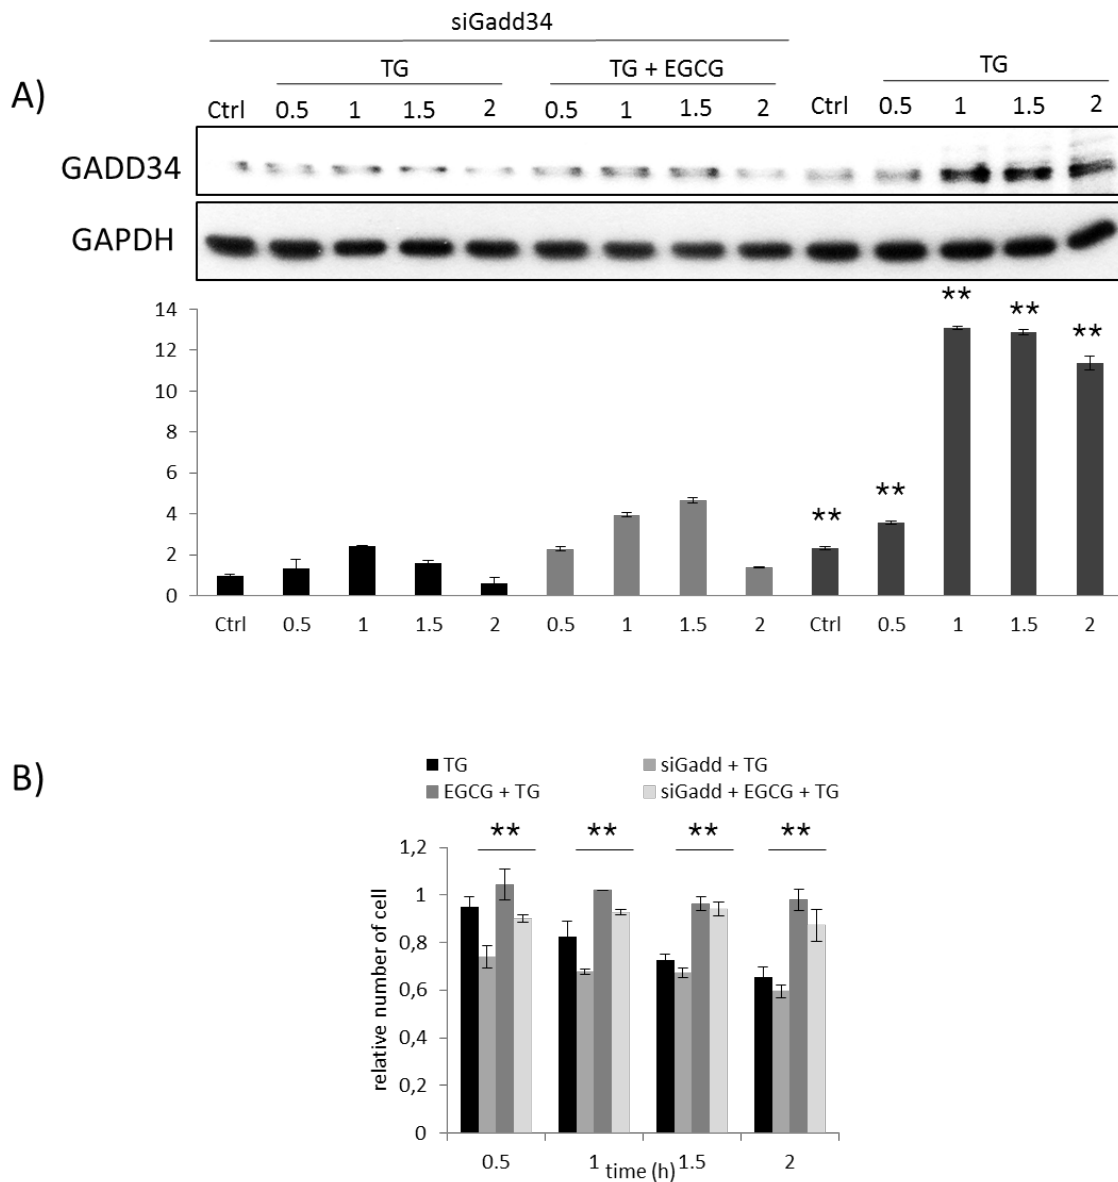 siGadd34
TG TG + EGCG TG
A)
Ctrl 0.5 1 1.5 2 0.5 1 1.5 2 Ctrl 0.5 1 1.5 2
GADD34
GAPDH
** ** **
** **
14
12
10
8
6
4
2
0
Ctrl 0.5 1 1.5 2 0.5 1 1.5 2 Ctrl 0.5 1 1.5 2
B)
TG siGadd + TG
EGCG + TG siGadd + EGCG + TG
** ** ** **
relative number of cell
1,2
1
0,8
0,6
0,4
0,2
0
0.5 1 1.5 2
time (h)